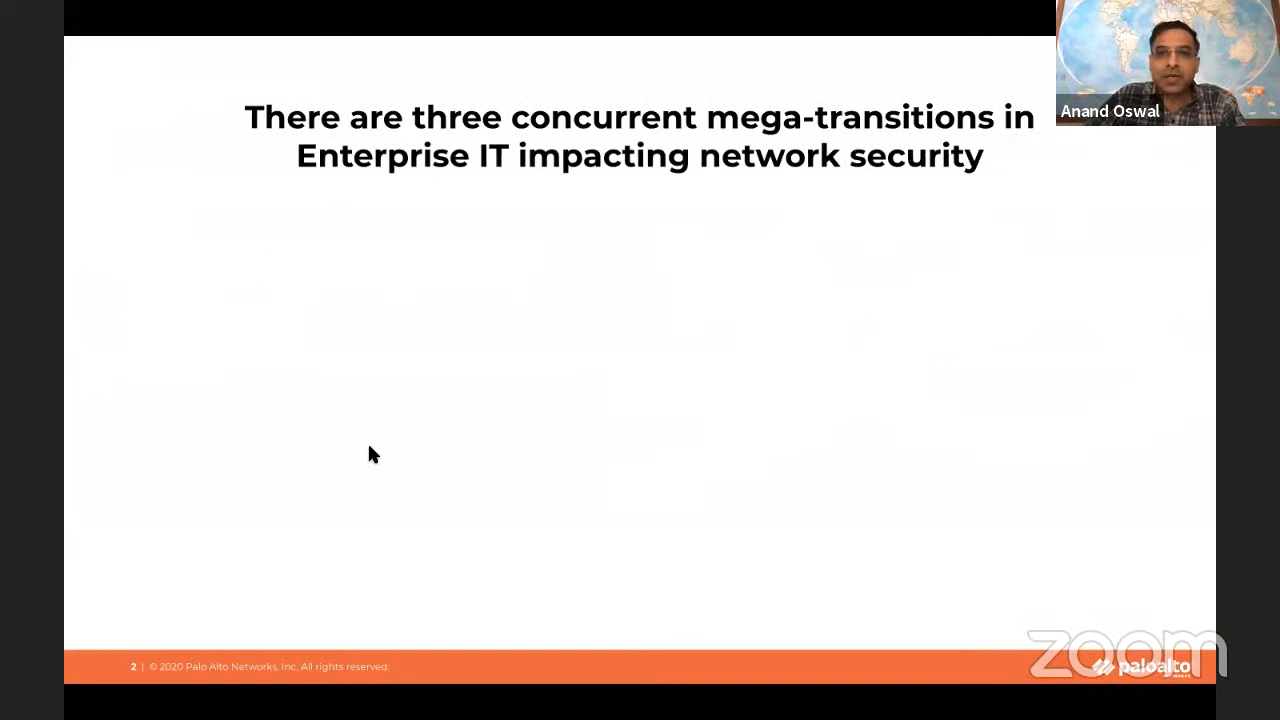 There are three concurrent mega-transitions in
Enterprise IT impacting network security
Anand Oswal
2 | © 2020 Palo Alto Networks, Inc. All rights reserved.
zoom
paloalto
NETWORKS